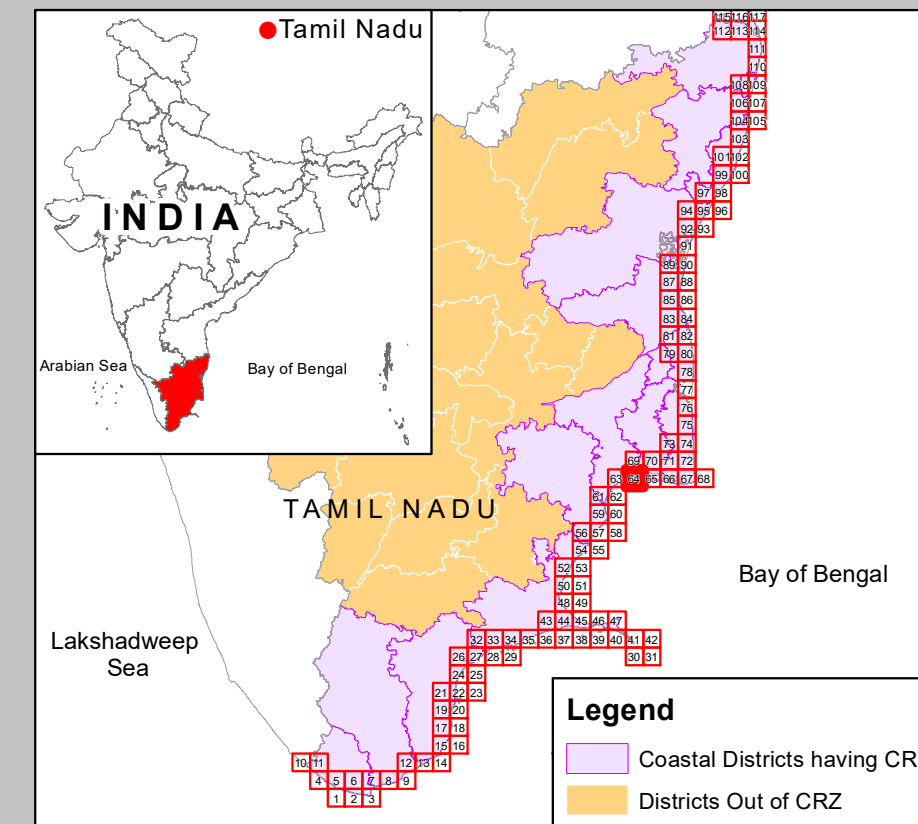 Tamil Nadu
INDIA
Arabian Sea
Bay of Bengal
115 116 117
112 113 114
111
110
108 109
106 107
104 105
103
101 102
99 100
97 98
94 95 96
92 93
91
89 90
87 88
85 86
83 84
81 82
79 80
78
77
76
75
73 74
69 70 71 72
63 64 65 66 67 68
61 62
TAMIL NADU
59 60
56 57 58
54 55
52 53
Bay of Bengal
50 51
48 49
43 44 45 46 47
Lakshadweep
Sea
32 33 34 35 36 37 38 39 40 41 42
26 27 28 29 30 31
24 25
21 22 23
19 20
17 18
15 16
10 11 12 13 14
4 5 6 7 8 9
1 2 3
Legend
Coastal Districts having CR
Districts Out of CRZ